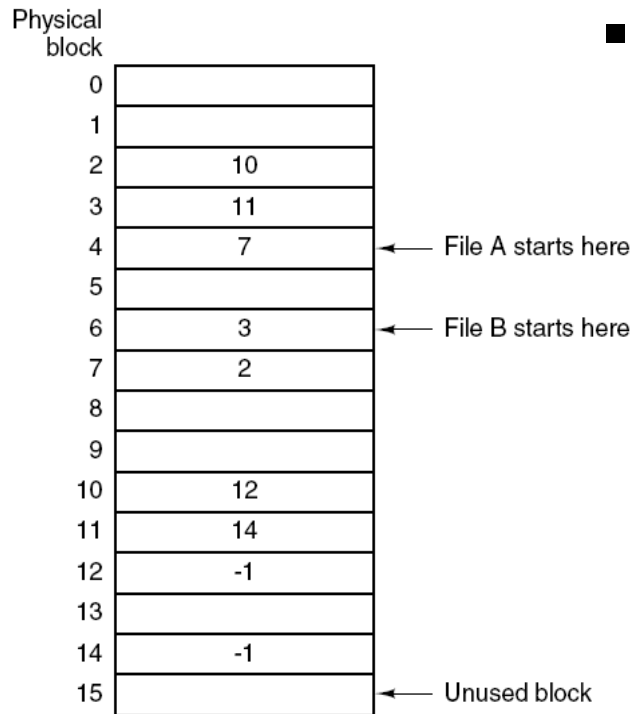 Physical
block
0
1
2 10
3 11
4 7 File A starts here
5
6 3 File B starts here
7 2
8
9
10 12
11 14
12 -1
13
14 -1
15 Unused block